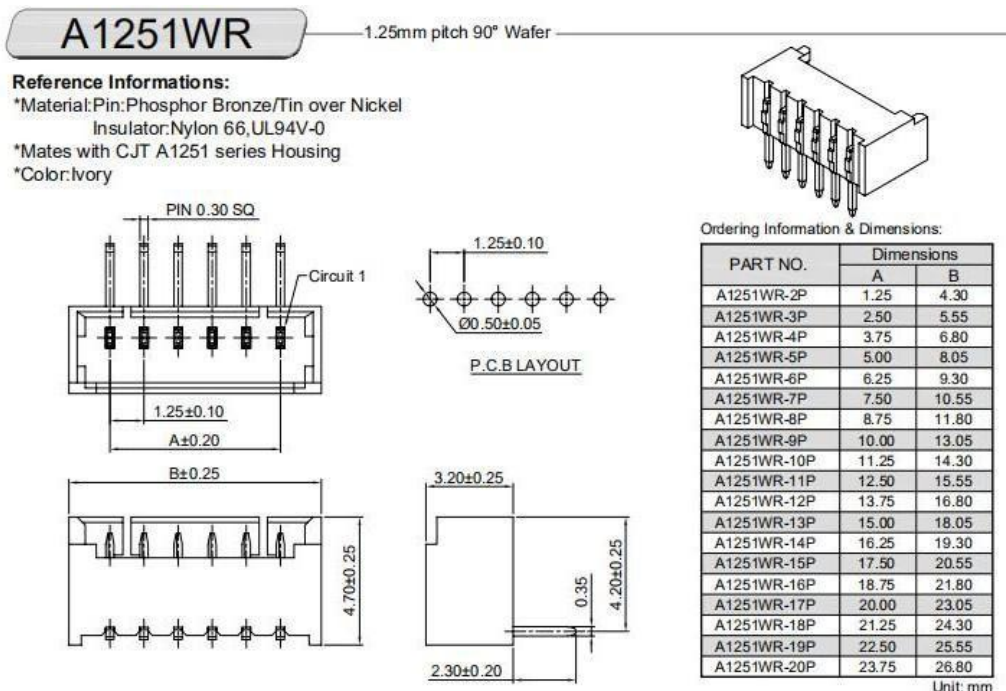 A1251WR
1.25mm pitch 90° Wafer
Reference Informations:
*Material:Pin:Phosphor Bronze/Tin over Nickel
Insulator:Nylon 66,UL94V-0
*Mates with CJT A1251 series Housing
*Color:Ivory
PIN 0.30 SQ
Circuit 1
1.25±0.10
A±0.20
1.25±0.10
Ø0.50±0.05
P.C.B LAYOUT
B±0.25
4.70±0.25
3.20±0.25
0.35
4.20±0.25
2.30±0.20
Ordering Information & Dimensions:
PART NO. Dimensions
A B
A1251WR-2P 1.25 4.30
A1251WR-3P 2.50 5.55
A1251WR-4P 3.75 6.80
A1251WR-5P 5.00 8.05
A1251WR-6P 6.25 9.30
A1251WR-7P 7.50 10.55
A1251WR-8P 8.75 11.80
A1251WR-9P 10.00 13.05
A1251WR-10P 11.25 14.30
A1251WR-11P 12.50 15.55
A1251WR-12P 13.75 16.80
A1251WR-13P 15.00 18.05
A1251WR-14P 16.25 19.30
A1251WR-15P 17.50 20.55
A1251WR-16P 18.75 21.80
A1251WR-17P 20.00 23.05
A1251WR-18P 21.25 24.30
A1251WR-19P 22.50 25.55
A1251WR-20P 23.75 26.80
Unit: mm